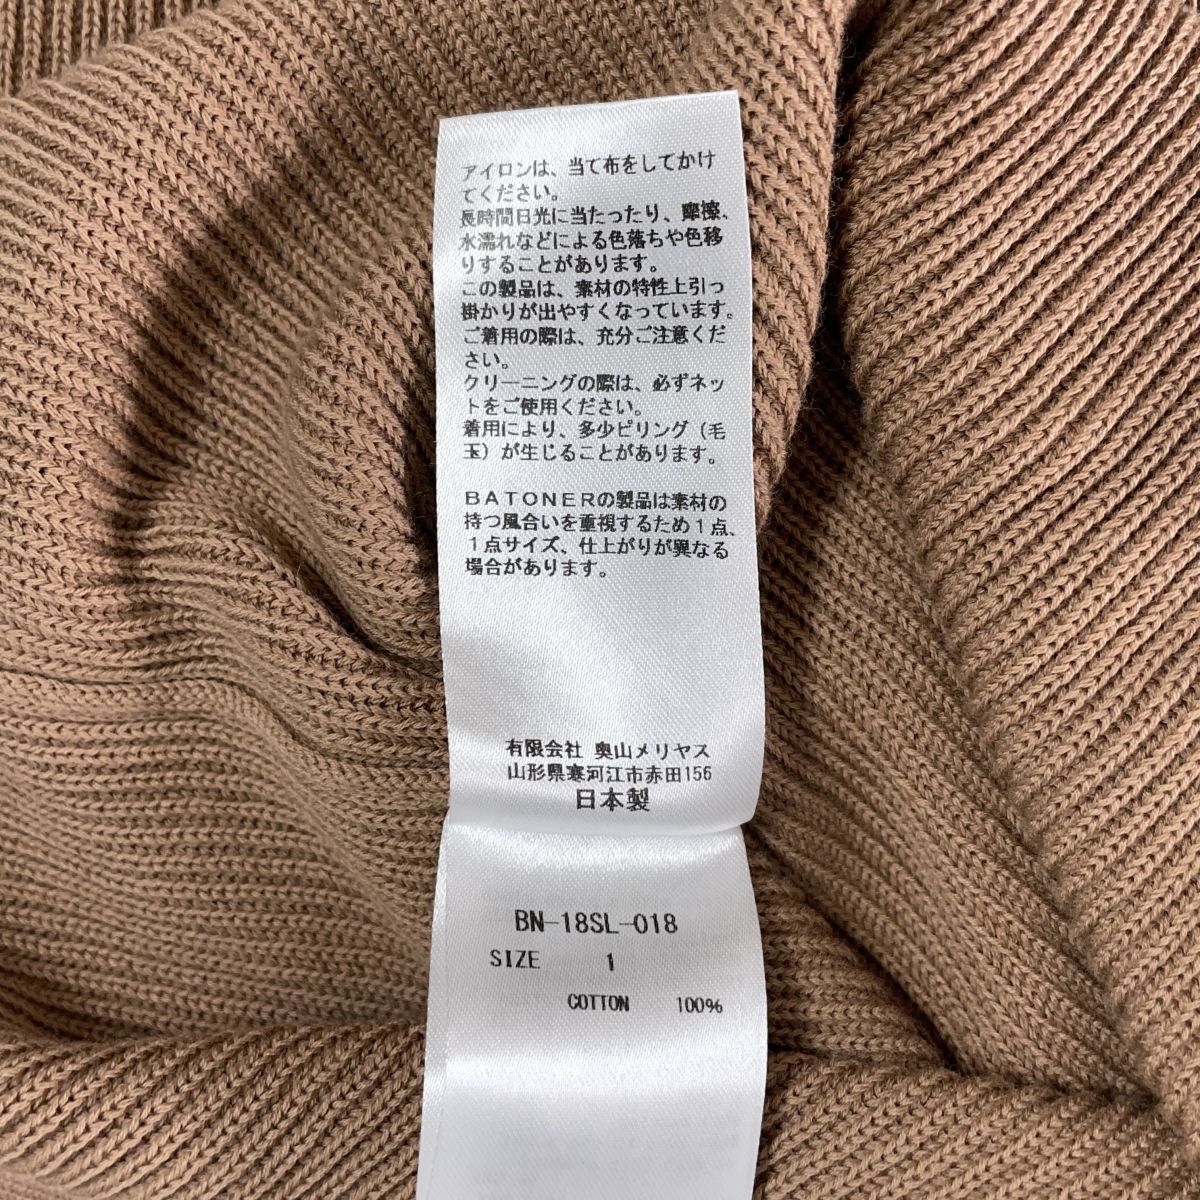 アイロンは、当て布をしてかけ
てください。
長時間日光に当たったり、摩擦、
水濡れなどによる色落ちや色移
りすることがあります。
この製品は、素材の特性上引っ
掛かりが出やすくなっています。
ご着用の際は、充分ご注意くだ
さい。
クリーニングの際は、必ずネッ
トをご使用ください。
着用により、多少ピリング（毛
玉）が生じることがあります。
ＢＡＴＯＮＥＲの製品は素材の
持つ風合いを重視するため１点、
１点サイズ、仕上がりが異なる
場合があります。
有限会社 奥山メリヤス
山形県寒河江市赤田156
日本製
BN-18SL-018
SIZE 1
COTTON 100%